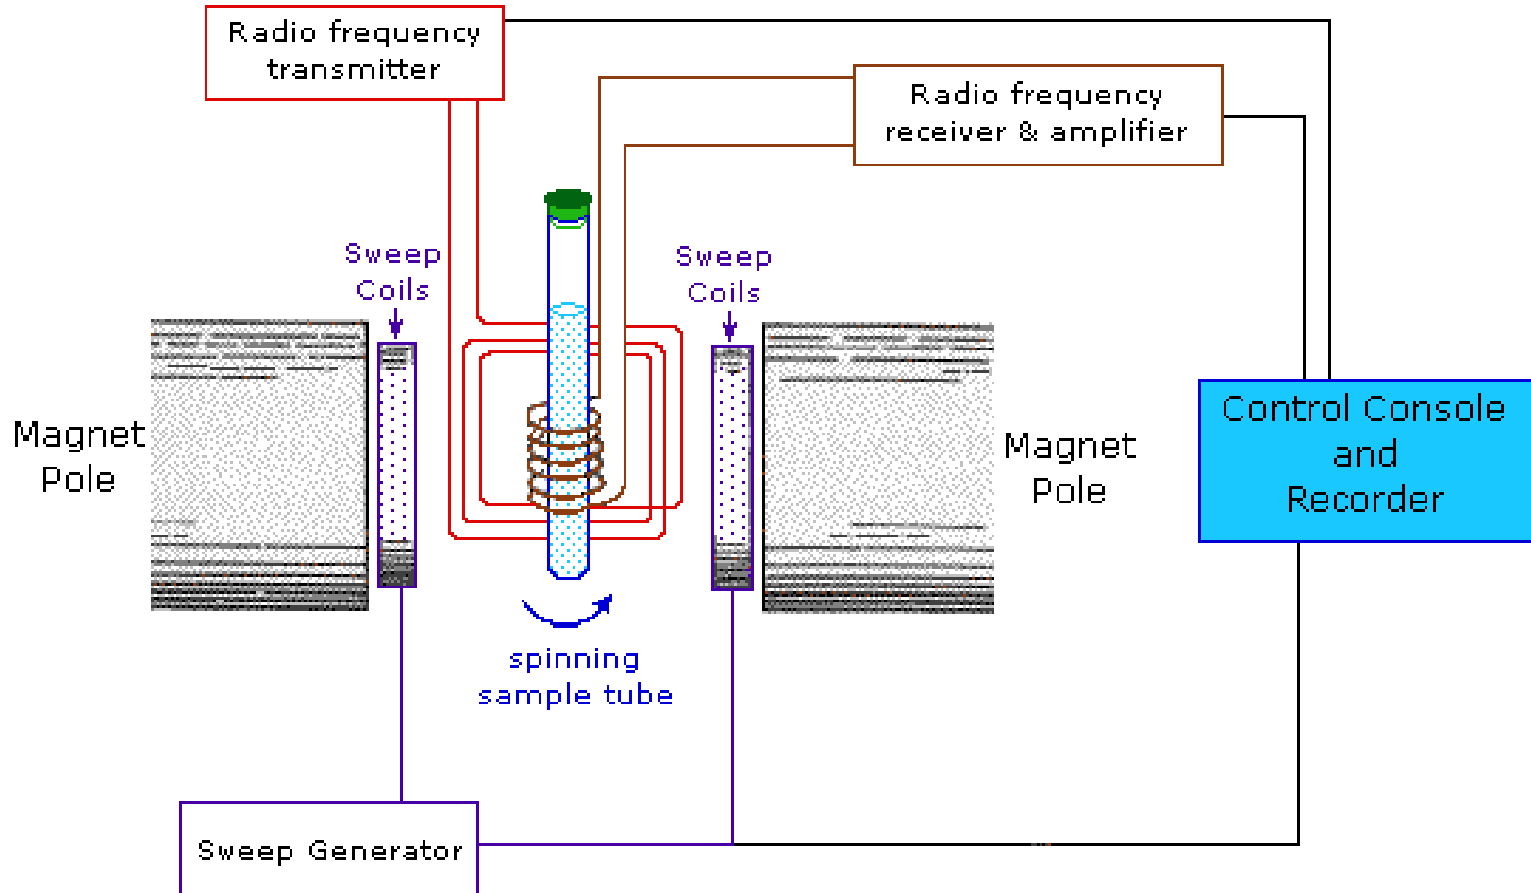 Radio frequency
transmitter
Radio frequency
receiver & amplifier
Sweep
Coils
Sweep
Coils
Magnet
Pole
Magnet
Pole
Control Console
and
Recorder
spinning
sample tube
Sweep Generator